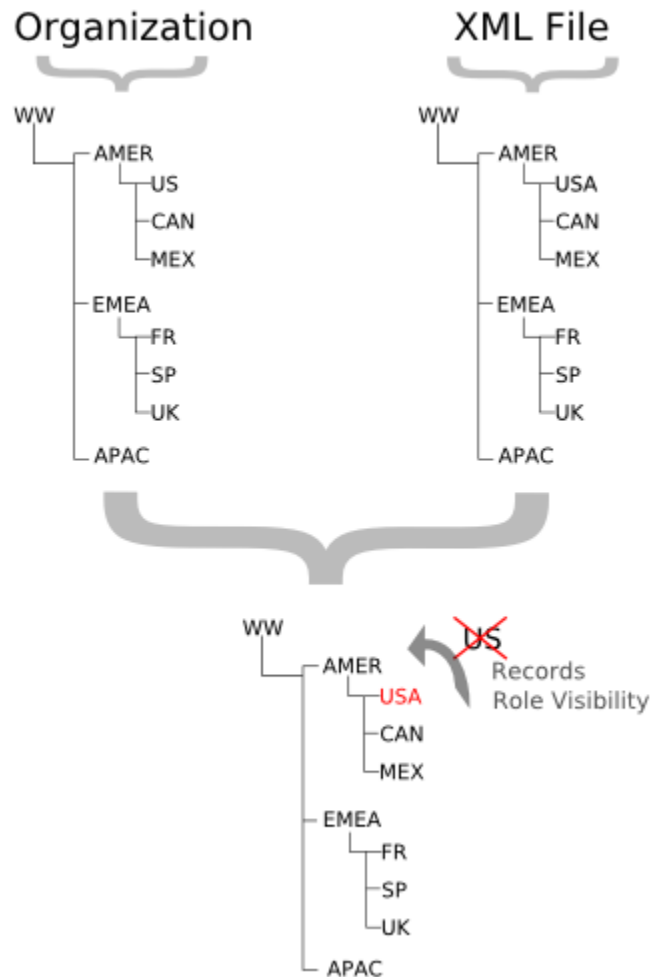 Organization
XML File
WW
AMER
US
CAN
MEX
EMEA
FR
SP
UK
APAC
WW
AMER
USA
CAN
MEX
EMEA
FR
SP
UK
APAC
WW
AMER
USA
CAN
MEX
EMEA
FR
SP
UK
APAC
US
Records
Role Visibility